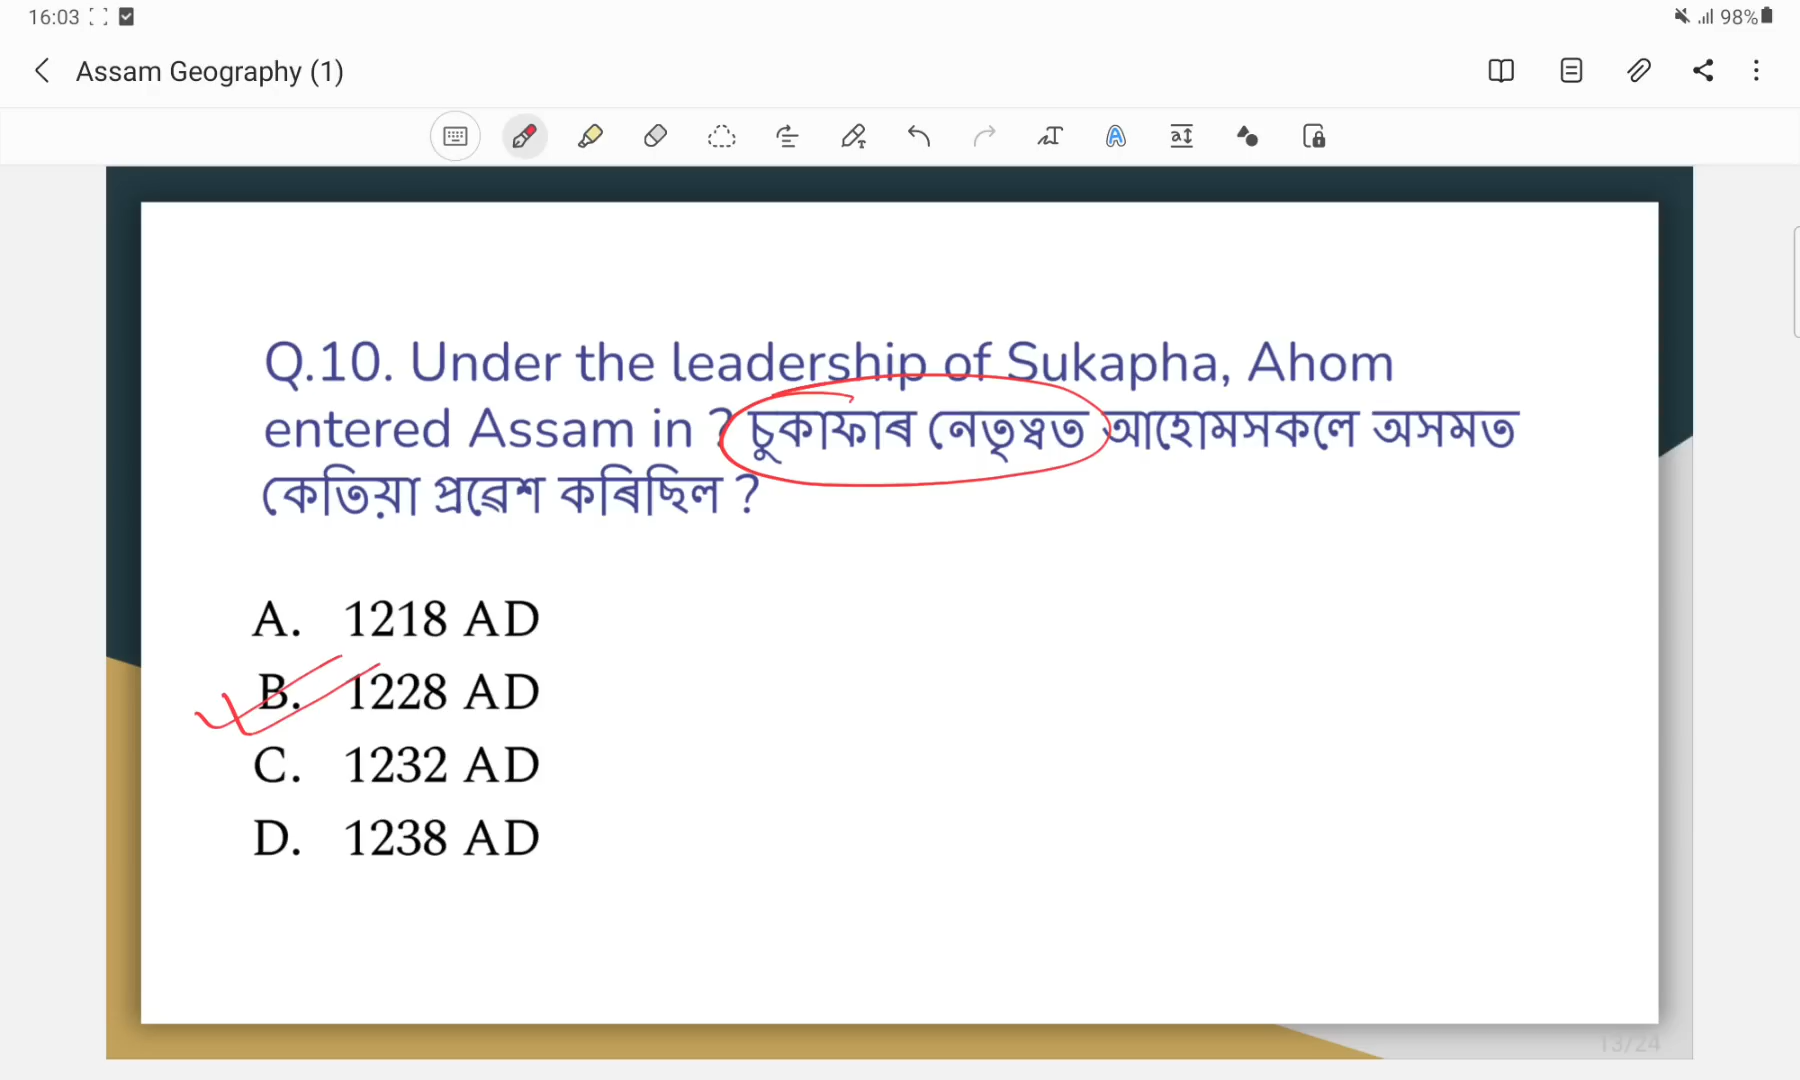 16:03
98%
Assam Geography (1)
Q.10. Under the leadership of Sukapha, Ahom
entered Assam in ? চুকাফাৰ নেতৃত্বত আহোমসকলে অসমত
কেতিয়া প্ৰৱেশ কৰিছিল ?
A. 1218 AD
B. 1228 AD
C. 1232 AD
D. 1238 AD
13/24